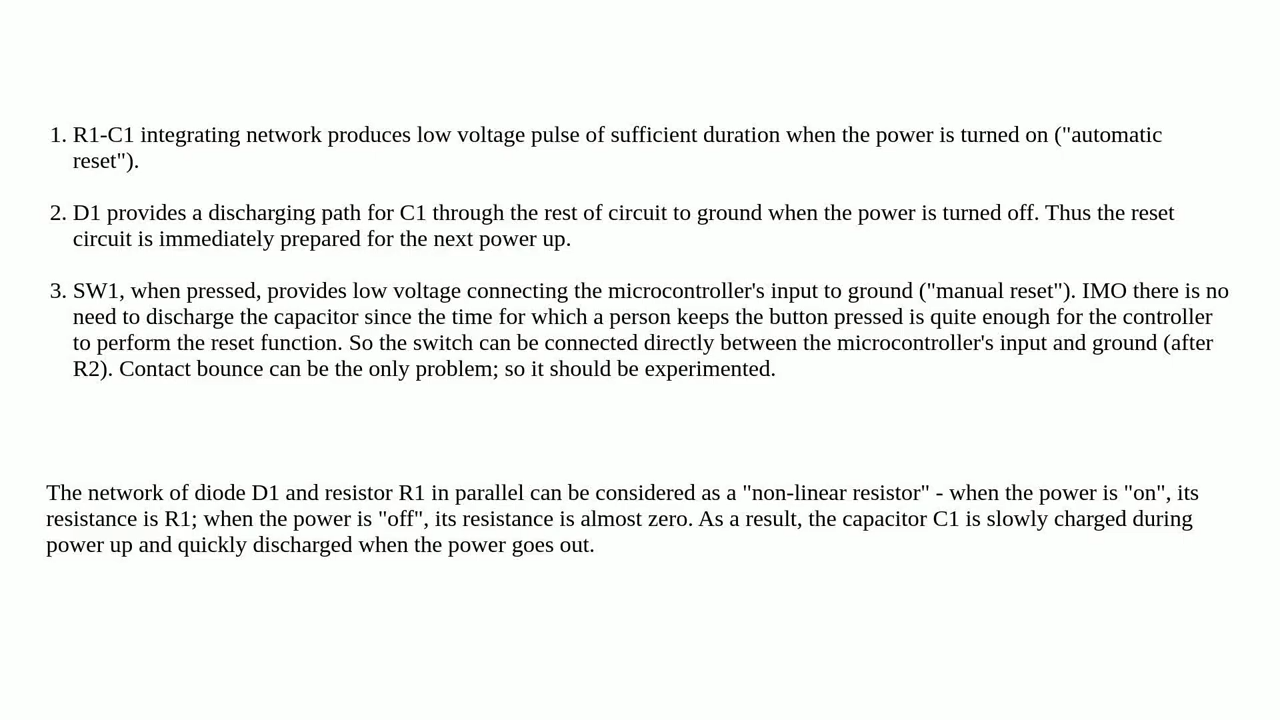 1. R1-C1 integrating network produces low voltage pulse of sufficient duration when the power is turned on ("automatic
reset").
2. D1 provides a discharging path for C1 through the rest of circuit to ground when the power is turned off. Thus the reset
circuit is immediately prepared for the next power up.
3. SW1, when pressed, provides low voltage connecting the microcontroller's input to ground ("manual reset"). IMO there is no
need to discharge the capacitor since the time for which a person keeps the button pressed is quite enough for the controller
to perform the reset function. So the switch can be connected directly between the microcontroller's input and ground (after
R2). Contact bounce can be the only problem; so it should be experimented.
The network of diode D1 and resistor R1 in parallel can be considered as a "non-linear resistor" - when the power is "on", its
resistance is R1; when the power is "off", its resistance is almost zero. As a result, the capacitor C1 is slowly charged during
power up and quickly discharged when the power goes out.